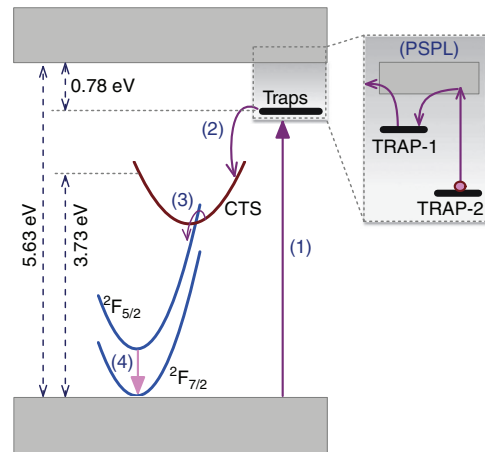 (PSPL)
0.78 eV
Traps
TRAP-1
TRAP-2
(2)
5.63 eV
3.73 eV
(3)
CTS
(1)
²F₅/₂
(4)
²F₇/₂